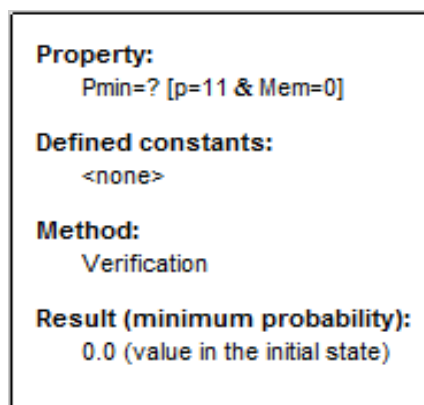 Property:
Pmin=? [p=11 & Mem=0]
Defined constants:
<none>
Method:
Verification
Result (minimum probability):
0.0 (value in the initial state)